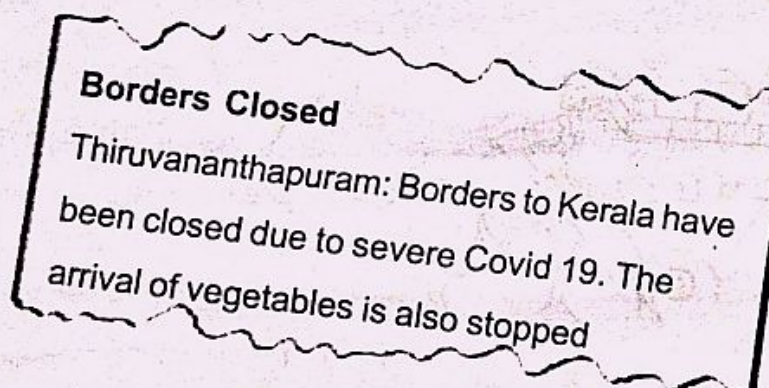 Borders Closed
Thiruvananthapuram: Borders to Kerala have
been closed due to severe Covid 19. The
arrival of vegetables is also stopped